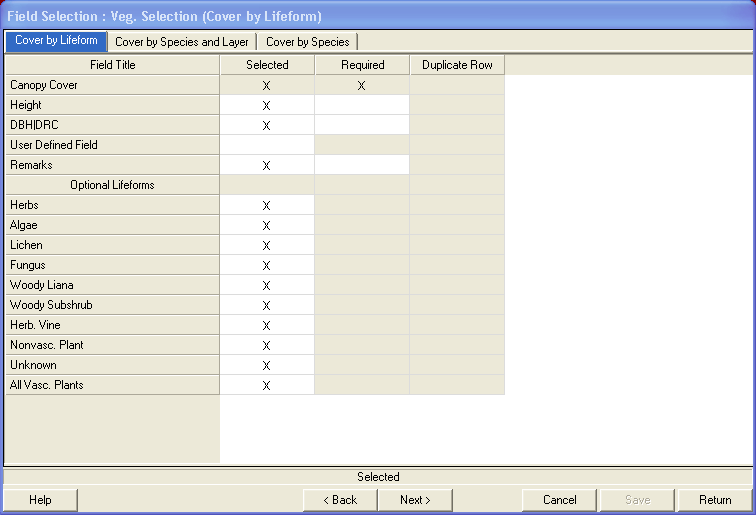 Field Selection : Veg. Selection (Cover by Lifeform)
Cover by Lifeform Cover by Species and Layer Cover by Species
Field Title Selected Required Duplicate Row
Canopy Cover X X
Height X
DBH|DRC X
User Defined Field
Remarks X
Optional Lifeforms
Herbs X
Algae X
Lichen X
Fungus X
Woody Liana X
Woody Subshrub X
Herb. Vine X
Nonvasc. Plant X
Unknown X
All Vasc. Plants X
Selected
Help < Back Next > Cancel Save Return